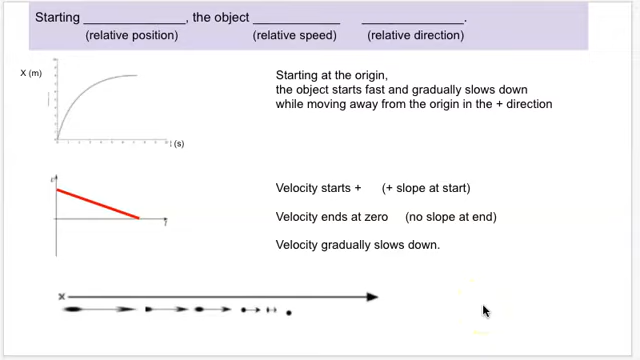 Starting _______________, the object _____________ _______________.
(relative position) (relative speed) (relative direction)
X (m)
Starting at the origin,
the object starts fast and gradually slows down
while moving away from the origin in the + direction
t (s)
Velocity starts + (+ slope at start)
Velocity ends at zero (no slope at end)
Velocity gradually slows down.
x